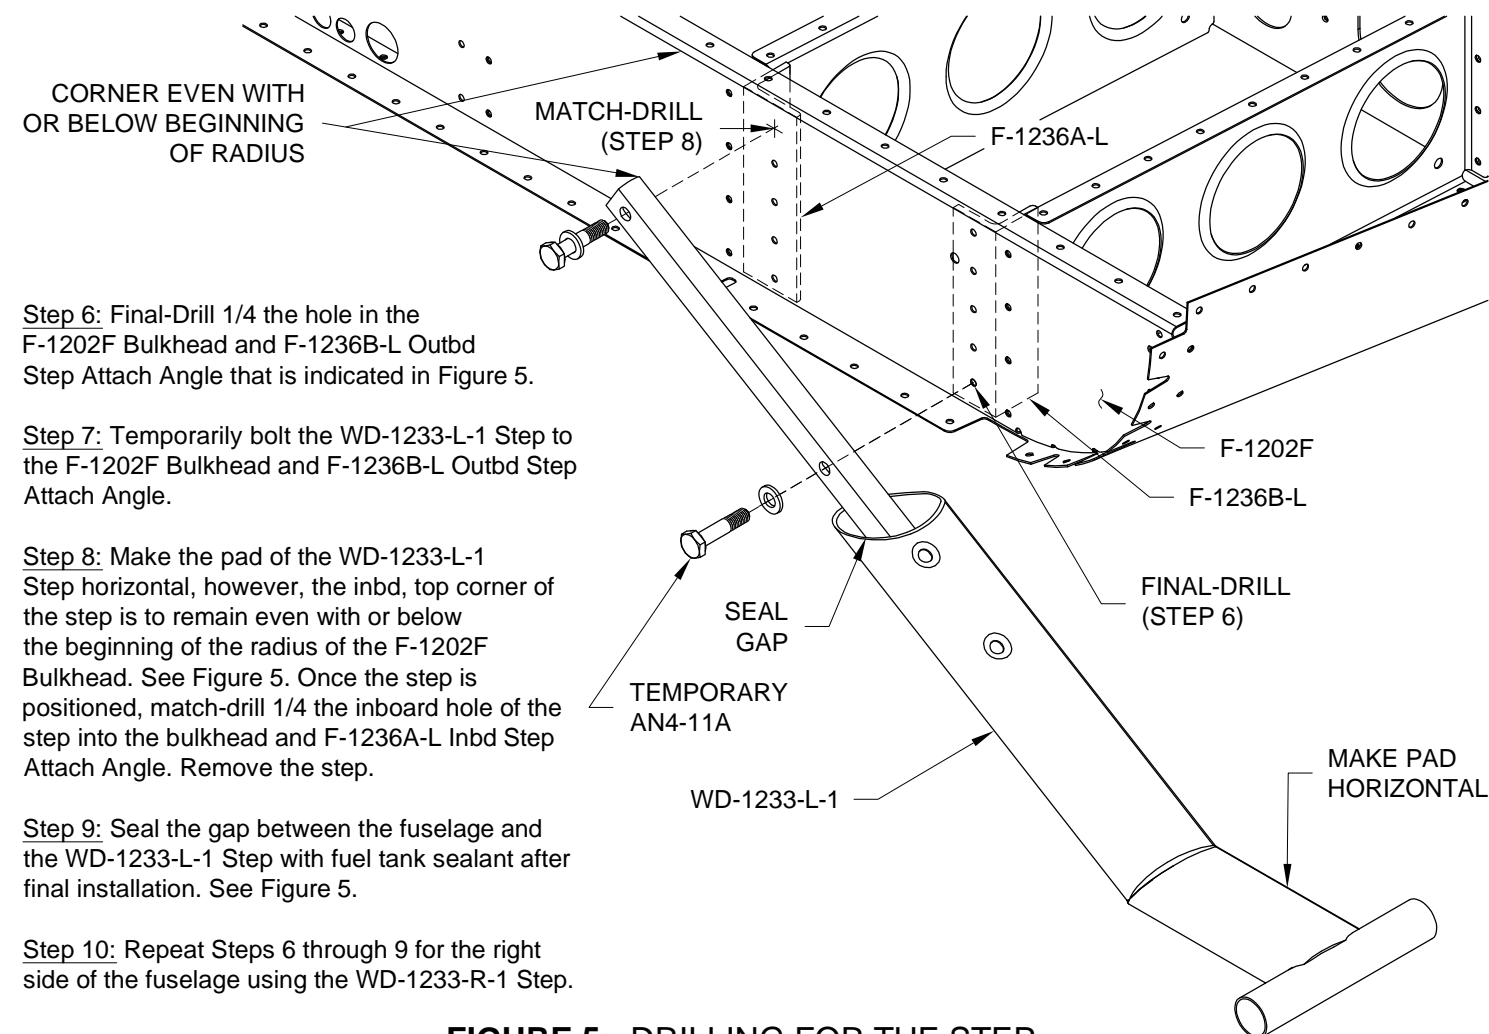 CORNER EVEN WITH
OR BELOW BEGINNING
OF RADIUS
MATCH-DRILL
(STEP 8)
F-1236A-L
Step 6: Final-Drill 1/4 the hole in the
F-1202F Bulkhead and F-1236B-L Outbd
Step Attach Angle that is indicated in Figure 5.
Step 7: Temporarily bolt the WD-1233-L-1 Step to
the F-1202F Bulkhead and F-1236B-L Outbd Step
Attach Angle.
Step 8: Make the pad of the WD-1233-L-1
Step horizontal, however, the inbd, top corner of
the step is to remain even with or below
the beginning of the radius of the F-1202F
Bulkhead. See Figure 5. Once the step is
positioned, match-drill 1/4 the inboard hole of the
step into the bulkhead and F-1236A-L Inbd Step
Attach Angle. Remove the step.
Step 9: Seal the gap between the fuselage and
the WD-1233-L-1 Step with fuel tank sealant after
final installation. See Figure 5.
Step 10: Repeat Steps 6 through 9 for the right
side of the fuselage using the WD-1233-R-1 Step.
F-1202F
F-1236B-L
FINAL-DRILL
(STEP 6)
SEAL
GAP
TEMPORARY
AN4-11A
WD-1233-L-1
MAKE PAD
HORIZONTAL
FIGURE 5: DRILLING FOR THE STEP